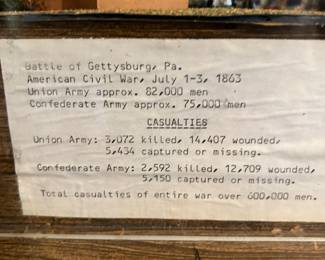 Battle of Gettysburg, Pa.
American Civil War, July 1-3, 1863
Union Army approx. 82,000 men
Confederate Army approx. 75,000 men
CASUALTIES
Union Army: 3,072 killed, 14,407 wounded,
5,434 captured or missing.
Confederate Army: 2,592 killed, 12,709 wounded,
5,150 captured or missing.
Total casualties of entire war over 600,000 men.